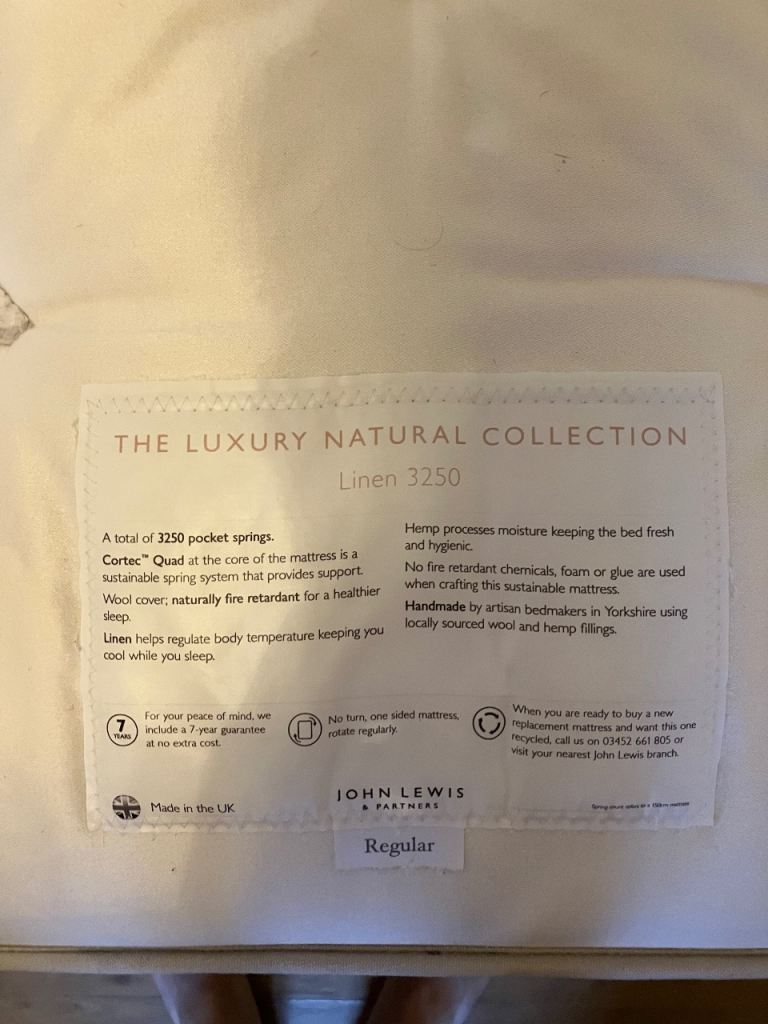 THE LUXURY NATURAL COLLECTION
Linen 3250
A total of 3250 pocket springs.
Cortec™ Quad at the core of the mattress is a
sustainable spring system that provides support.
Wool cover; naturally fire retardant for a healthier
sleep.
Linen helps regulate body temperature keeping you
cool while you sleep.
Hemp processes moisture keeping the bed fresh
and hygienic.
No fire retardant chemicals, foam or glue are used
when crafting this sustainable mattress.
Handmade by artisan bedmakers in Yorkshire using
locally sourced wool and hemp fillings.
7
YEARS
For your peace of mind, we
include a 7-year guarantee
at no extra cost.
No turn, one sided mattress,
rotate regularly.
When you are ready to buy a new
replacement mattress and want this one
recycled, call us on 03452 661 805 or
visit your nearest John Lewis branch.
Made in the UK
JOHN LEWIS
& PARTNERS
Spring count refers to a 150cm mattress
Regular